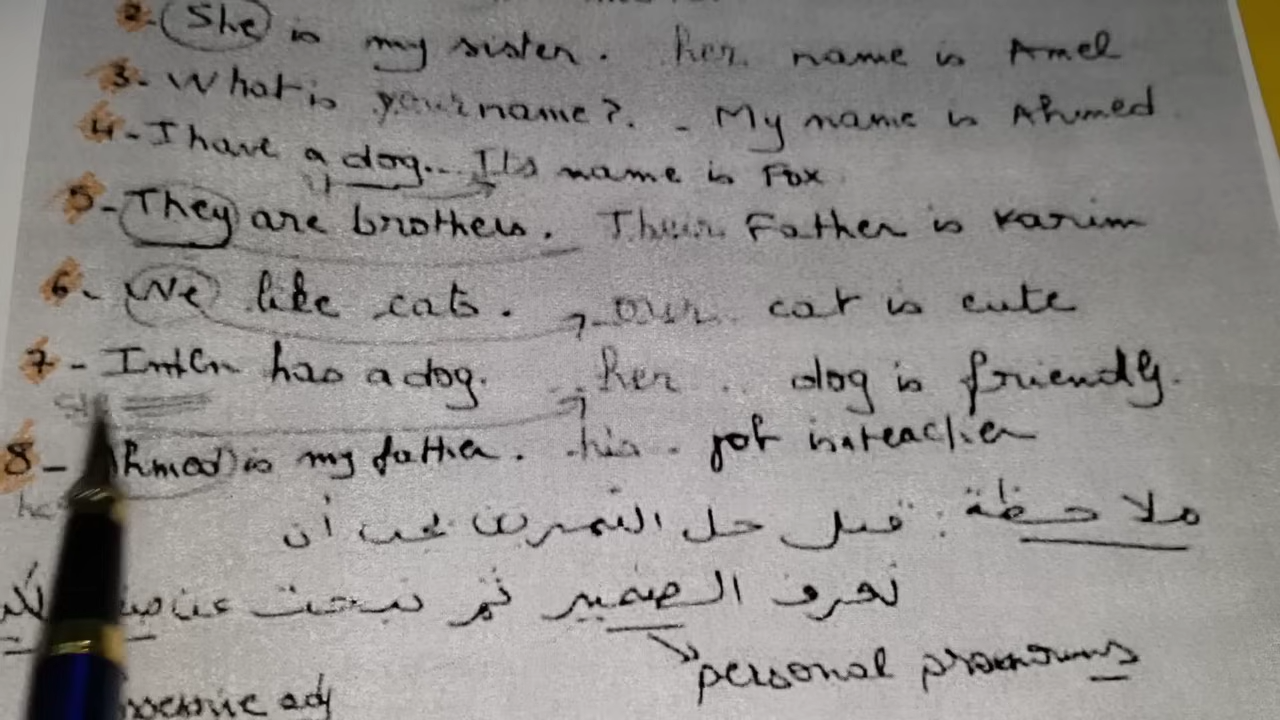 2- She is my sister. her name is Amel
3- What is your name?. - My name is Ahmed
4- I have a dog... Its name is Fox
5- They are brothers. Their Father is Karim
6- We like cats. our cat is cute
7- has a dog. her .. dog is friendly.
8- Ahmed is my father. his . job is teacher
he
ملاحظة: قبل حل التمرين يجب أن
نعرف الضمير ثم نبحث عن
personal pronouns
adj